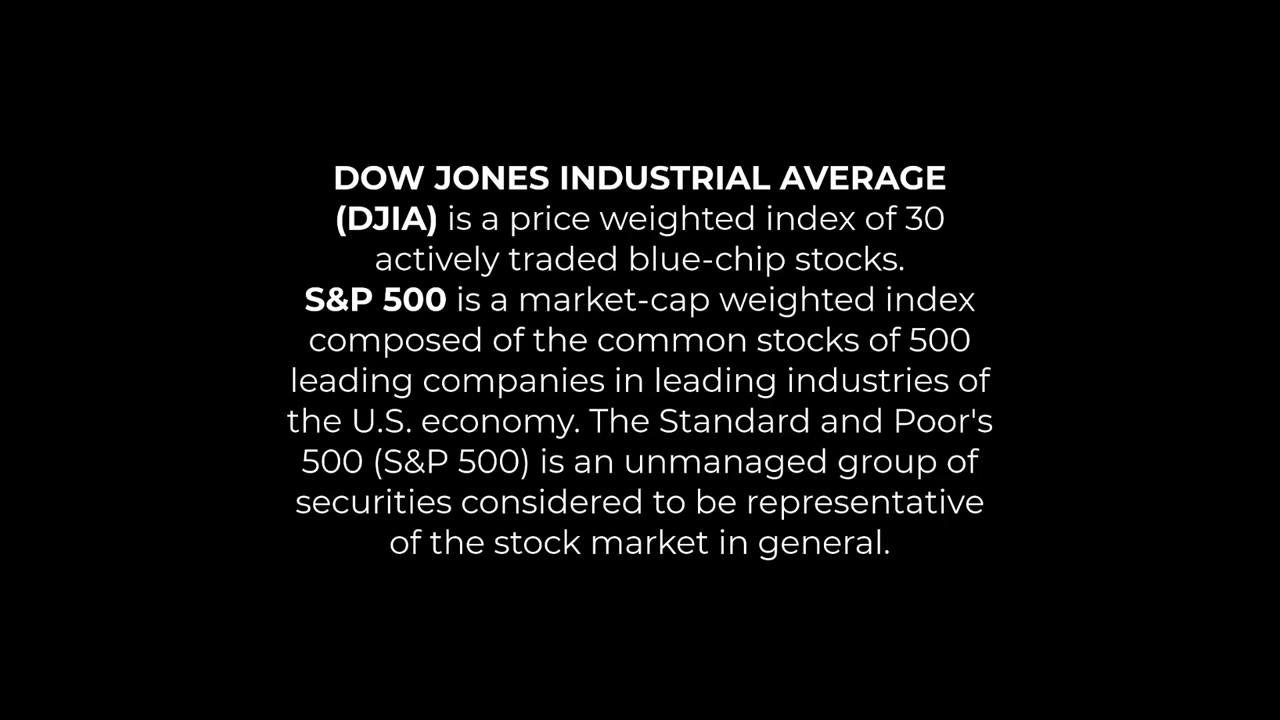 DOW JONES INDUSTRIAL AVERAGE
(DJIA) is a price weighted index of 30
actively traded blue-chip stocks.
S&P 500 is a market-cap weighted index
composed of the common stocks of 500
leading companies in leading industries of
the U.S. economy. The Standard and Poor's
500 (S&P 500) is an unmanaged group of
securities considered to be representative
of the stock market in general.